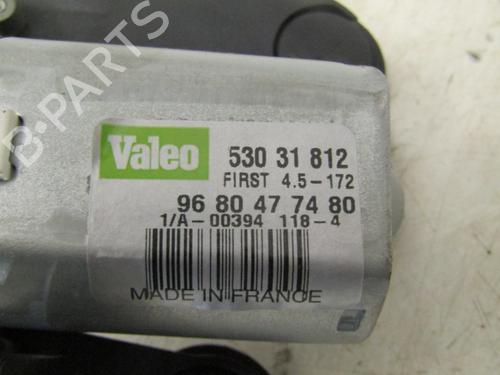 Valeo
530 31 812
FIRST 4.5-172
96 80 47 74 80
1/A-00394 118-4
MADE IN FRANCE
B-PARTS